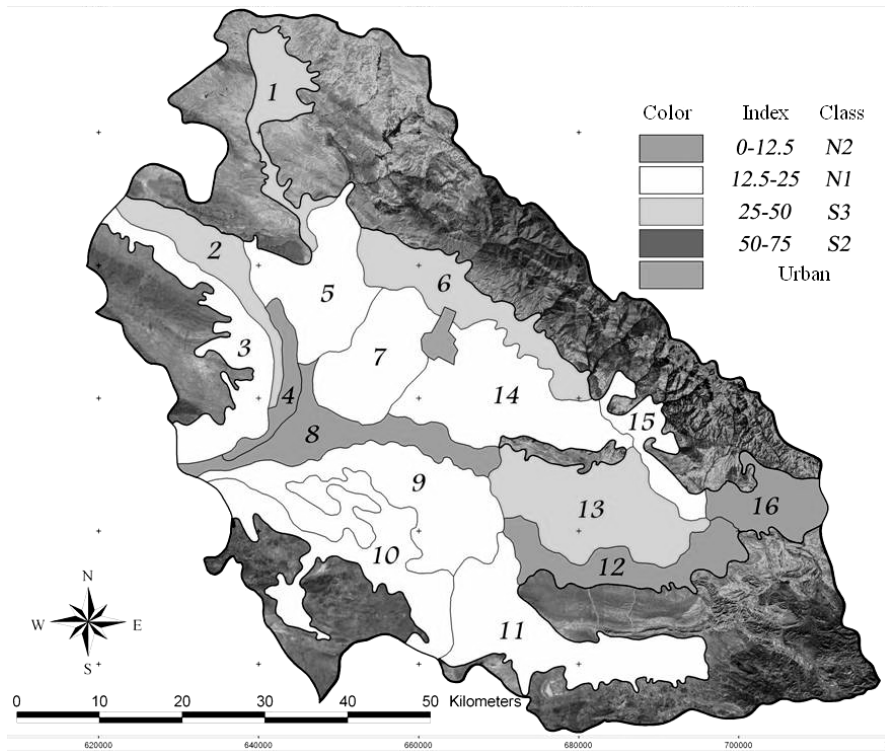 Color Index Class
0-12.5 N2
12.5-25 N1
25-50 S3
50-75 S2
Urban
1
2
3
4
5
6
7
8
9
10
11
12
13
14
15
16
N
W E
S
0 10 20 30 40 50 Kilometers
620000 640000 660000 680000 700000